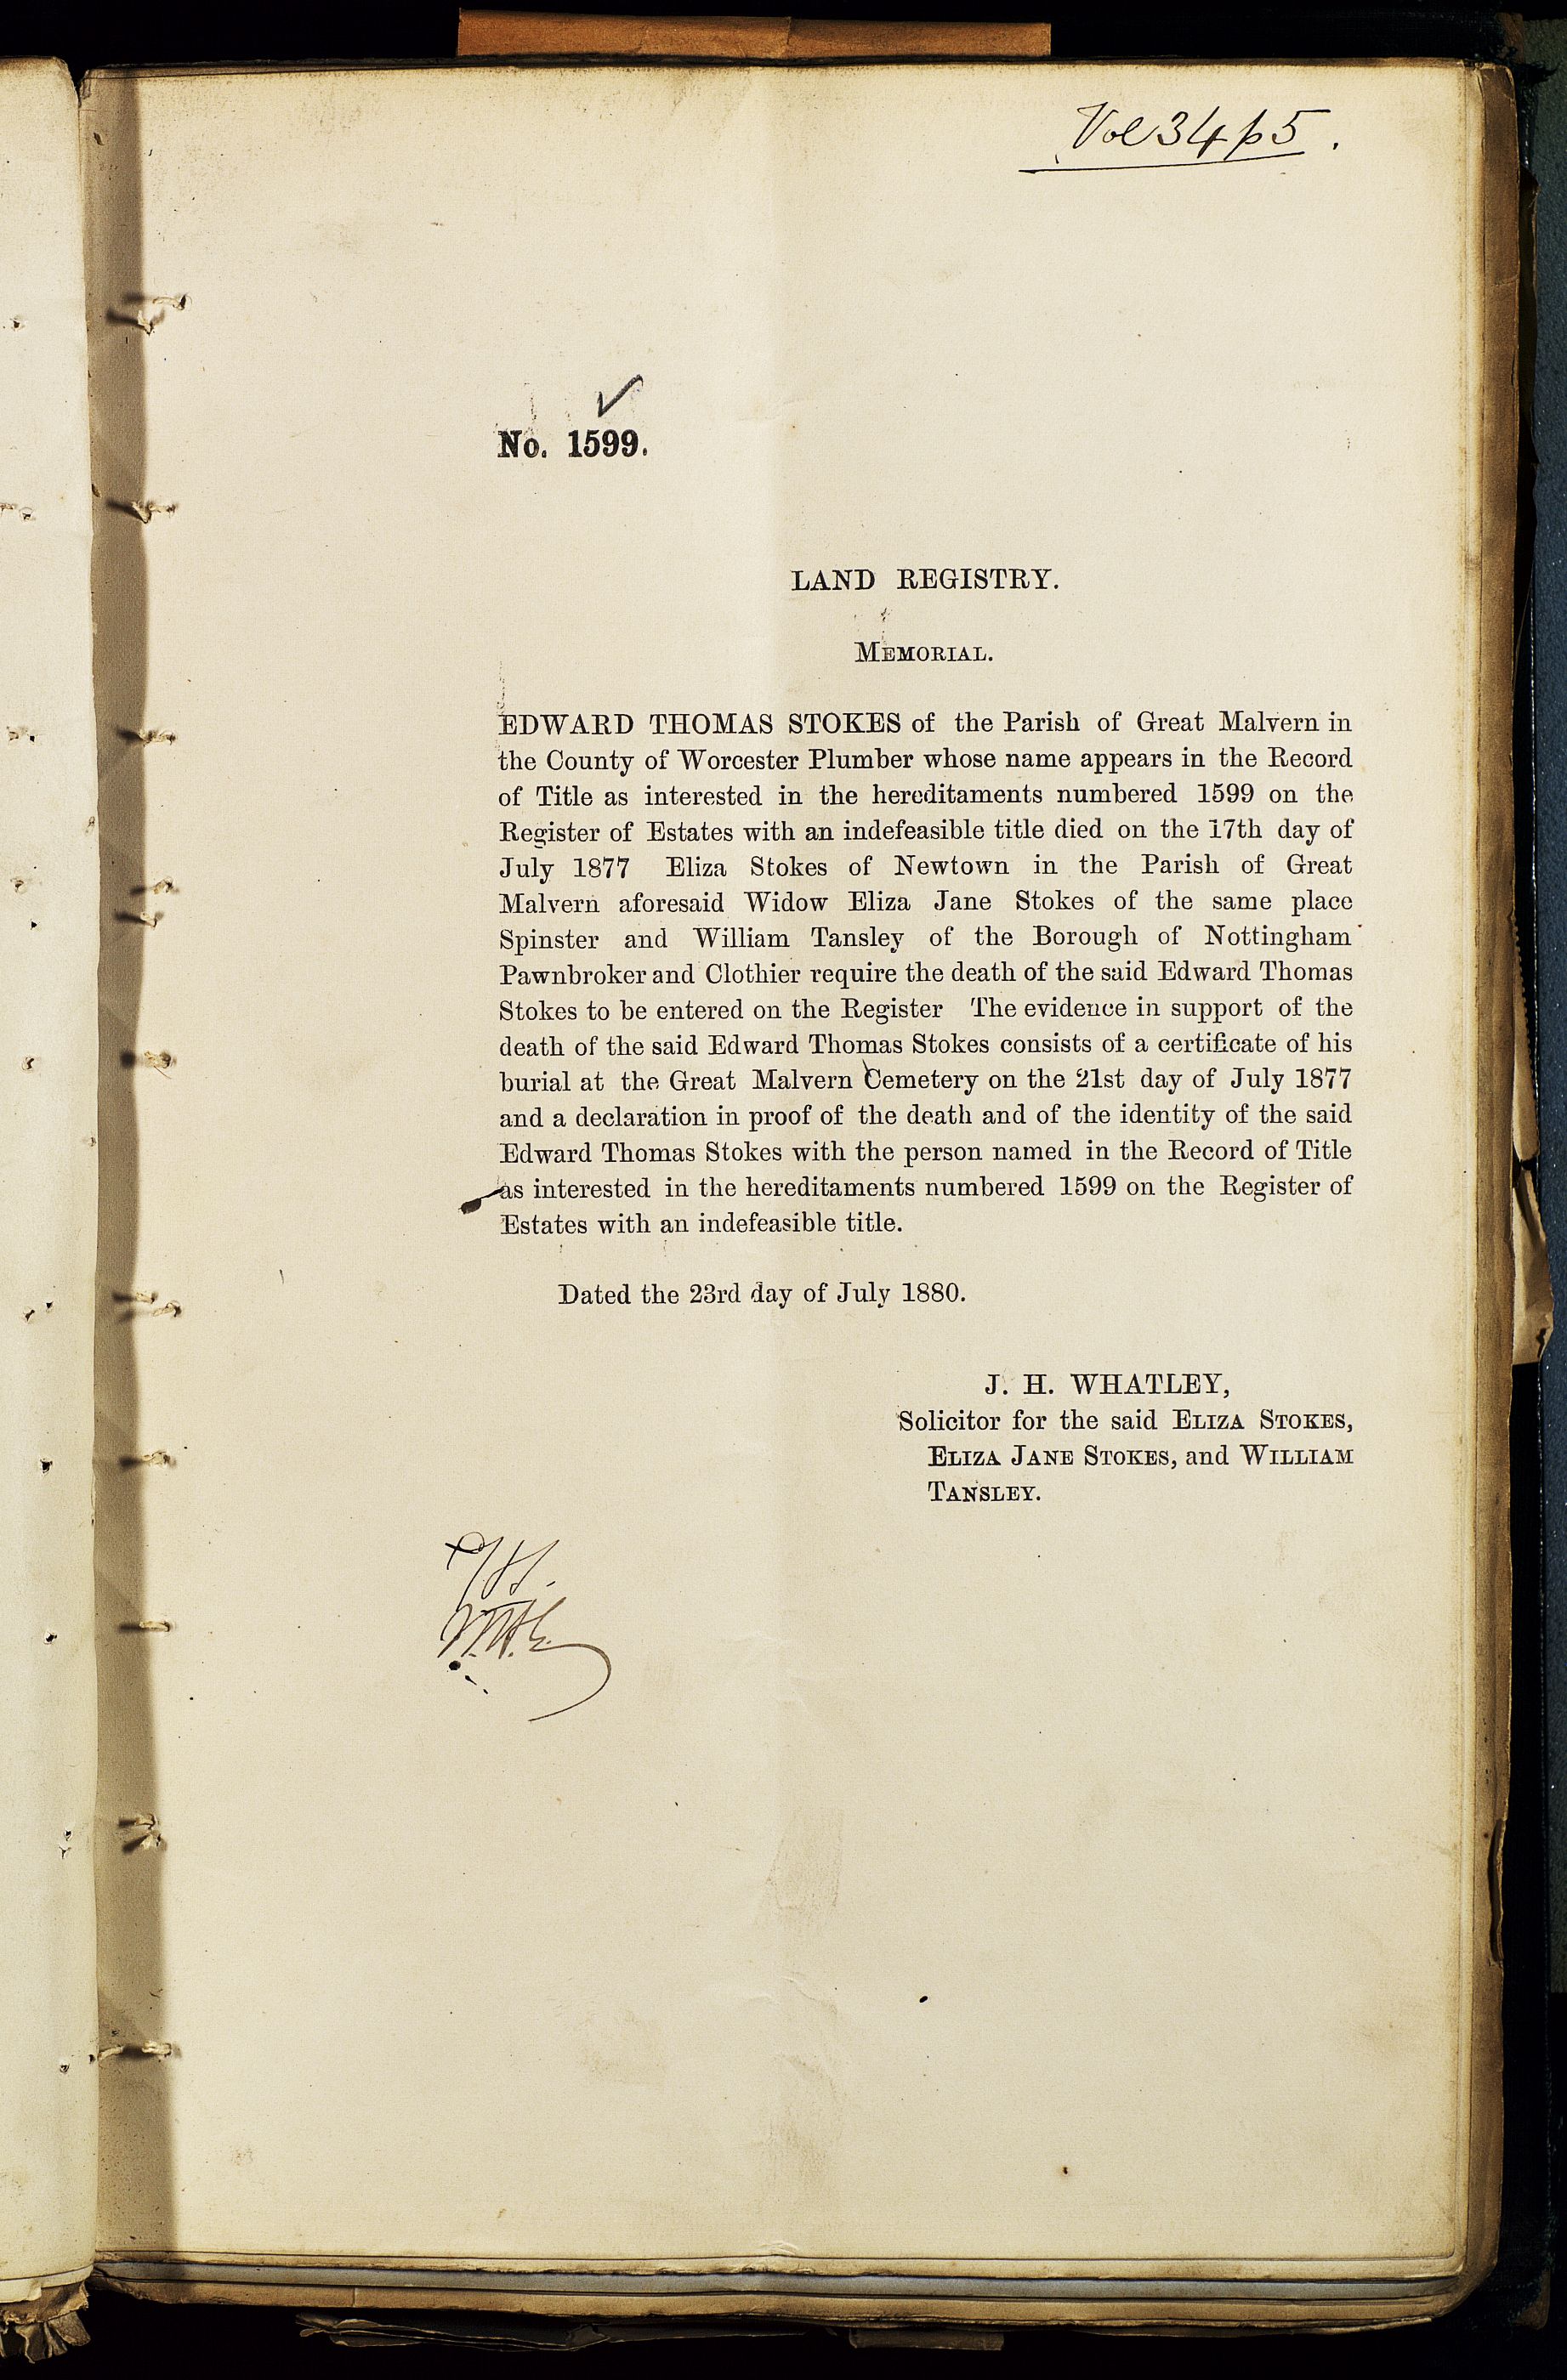 Vol 34 p5.
No. 1599.
LAND REGISTRY.
MEMORIAL.
EDWARD THOMAS STOKES of the Parish of Great Malvern in
the County of Worcester Plumber whose name appears in the Record
of Title as interested in the hereditaments numbered 1599 on the
Register of Estates with an indefeasible title died on the 17th day of
July 1877 Eliza Stokes of Newtown in the Parish of Great
Malvern aforesaid Widow Eliza Jane Stokes of the same place
Spinster and William Tansley of the Borough of Nottingham
Pawnbroker and Clothier require the death of the said Edward Thomas
Stokes to be entered on the Register The evidence in support of the
death of the said Edward Thomas Stokes consists of a certificate of his
burial at the Great Malvern Cemetery on the 21st day of July 1877
and a declaration in proof of the death and of the identity of the said
Edward Thomas Stokes with the person named in the Record of Title
as interested in the hereditaments numbered 1599 on the Register of
Estates with an indefeasible title.
Dated the 23rd day of July 1880.
J. H. WHATLEY,
Solicitor for the said ELIZA STOKES,
ELIZA JANE STOKES, and WILLIAM
TANSLEY.